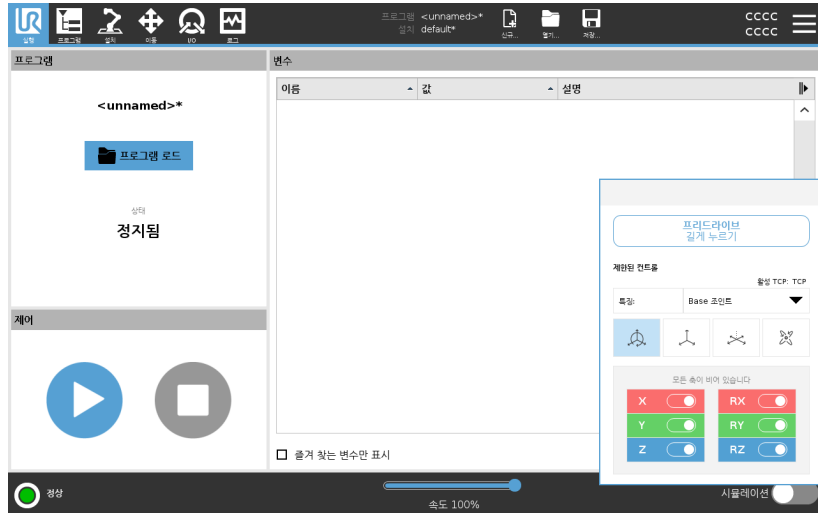 UR
실행
프로그램
설치
이동
I/O
로그
프로그램 <unnamed>*
설치 default*
신규...
열기...
저장...
cccc
cccc
프로그램
<unnamed>*
프로그램 로드
상태
정지됨
제어
변수
이름 값 설명
즐겨 찾는 변수만 표시
프리드라이브
길게 누르기
제한된 컨트롤
활성 TCP: TCP
특징: Base 조인트
모든 축이 비어 있습니다
X RX
Y RY
Z RZ
정상
속도 100%
시뮬레이션